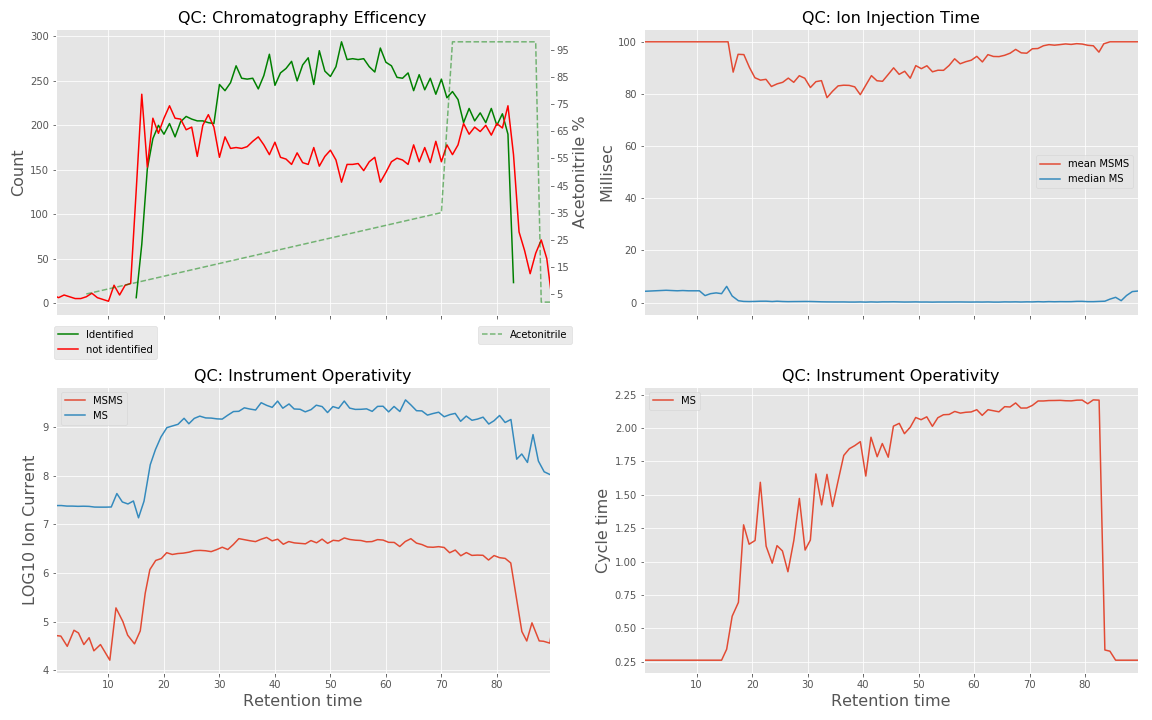 QC: Chromatography Efficency
300
250
200
150
100
50
0
Count
95
85
75
65
55
45
35
25
15
5
Acetonitrile %
Identified
not identified
Acetonitrile
QC: Ion Injection Time
100
80
60
40
20
0
Millisec
mean MSMS
median MS
QC: Instrument Operativity
MSMS
MS
9
8
7
6
5
4
LOG10 Ion Current
10 20 30 40 50 60 70 80
Retention time
QC: Instrument Operativity
MS
2.25
2.00
1.75
1.50
1.25
1.00
0.75
0.50
0.25
Cycle time
10 20 30 40 50 60 70 80
Retention time